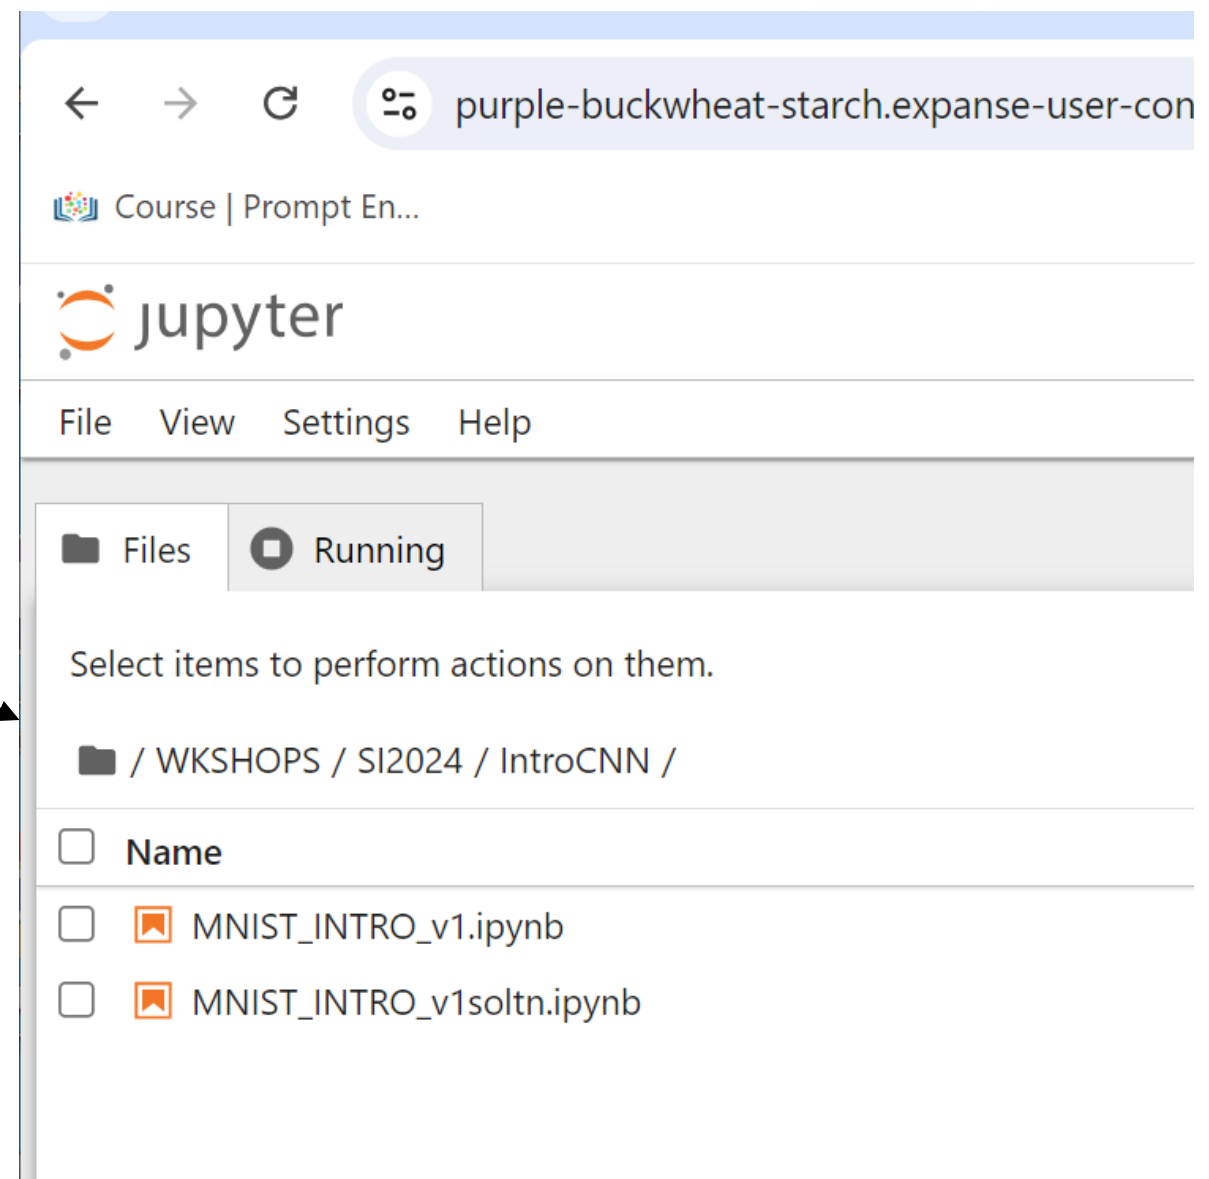 purple-buckwheat-starch.expanse-user-con
Course | Prompt En...
jupyter
File View Settings Help
Files Running
Select items to perform actions on them.
/ WKSHOPS / SI2024 / IntroCNN /
Name
MNIST_INTRO_v1.ipynb
MNIST_INTRO_v1soltn.ipynb